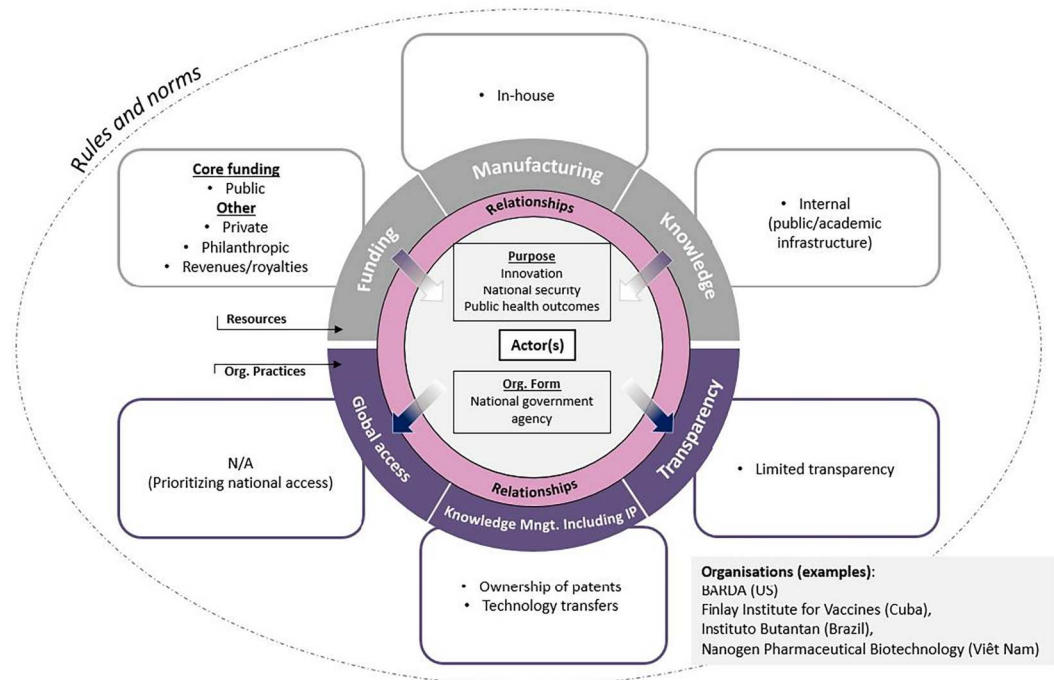 Rules and norms
• In-house
Manufacturing
Core funding
• Public
Other
• Private
• Philanthropic
• Revenues/royalties
Funding
Relationships
Knowledge
• Internal
(public/academic
infrastructure)
Purpose
Innovation
National security
Public health outcomes
Resources
Actor(s)
Org. Practices
Org. Form
National government
agency
Global access
N/A
(Prioritizing national access)
Relationships
Transparency
• Limited transparency
Knowledge Mngt. Including IP
• Ownership of patents
• Technology transfers
Organisations (examples):
BARDA (US)
Finlay Institute for Vaccines (Cuba),
Instituto Butantan (Brazil),
Nanogen Pharmaceutical Biotechnology (Viêt Nam)